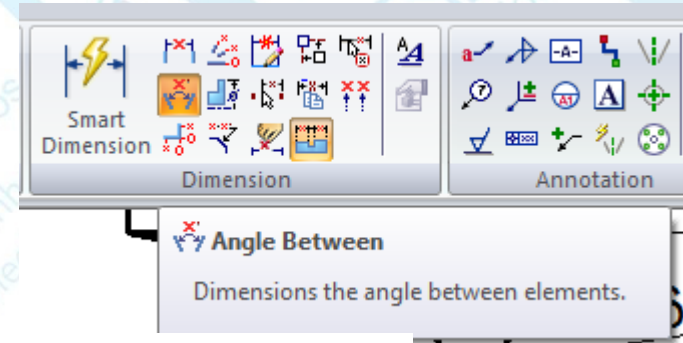 Smart
Dimension
Dimension
Annotation
Angle Between
Dimensions the angle between elements.